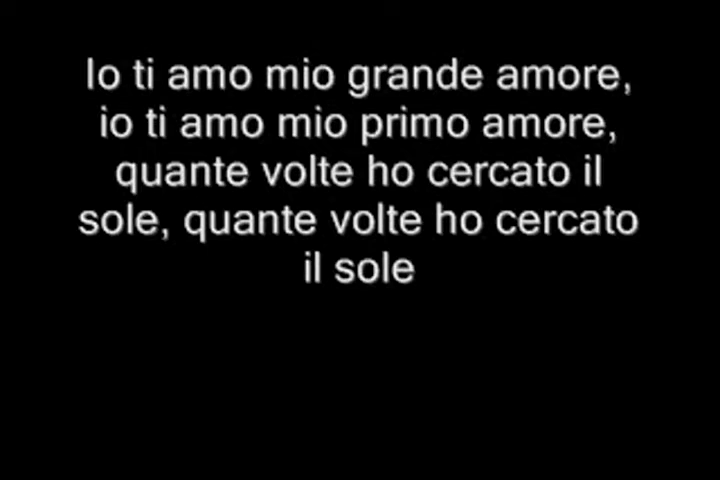 Io ti amo mio grande amore,
io ti amo mio primo amore,
quante volte ho cercato il
sole, quante volte ho cercato
il sole